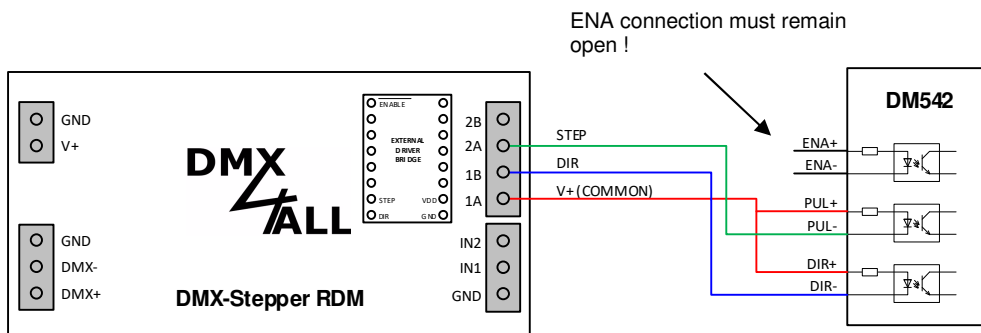 ENA connection must remain
open !
GND
V+
GND
DMX-
DMX+
DMX
4
ALL
DMX-Stepper RDM
ENABLE
EXTERNAL
DRIVER
BRIDGE
STEP
VDD
DIR
GND
2B
2A
1B
1A
IN2
IN1
GND
STEP
DIR
V+ (COMMON)
DM542
ENA+
ENA-
PUL+
PUL-
DIR+
DIR-